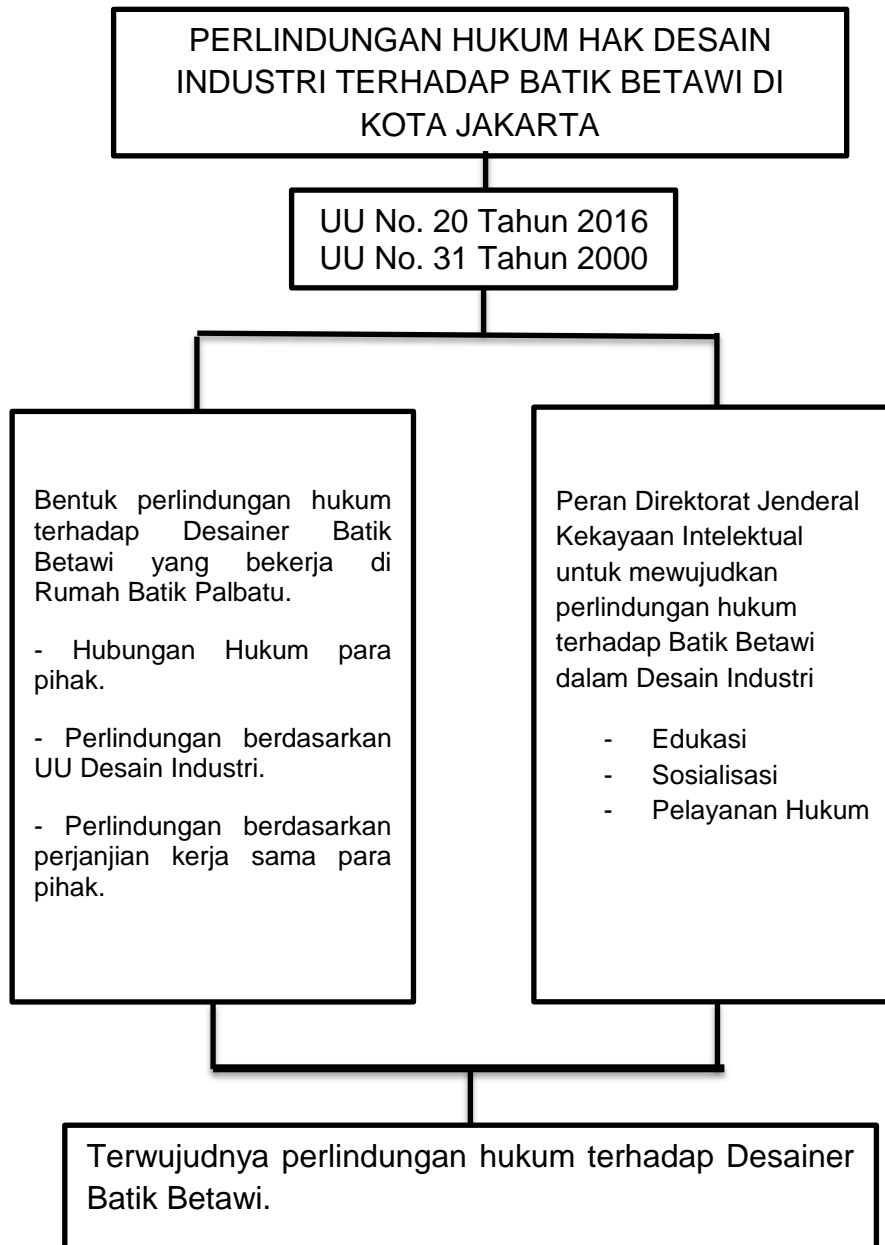 PERLINDUNGAN HUKUM HAK DESAIN
INDUSTRI TERHADAP BATIK BETAWI DI
KOTA JAKARTA
UU No. 20 Tahun 2016
UU No. 31 Tahun 2000
Bentuk perlindungan hukum
terhadap Desainer Batik
Betawi yang bekerja di
Rumah Batik Palbatu.
- Hubungan Hukum para
pihak.
- Perlindungan berdasarkan
UU Desain Industri.
- Perlindungan berdasarkan
perjanjian kerja sama para
pihak.
Peran Direktorat Jenderal
Kekayaan Intelektual
untuk mewujudkan
perlindungan hukum
terhadap Batik Betawi
dalam Desain Industri
- Edukasi
- Sosialisasi
- Pelayanan Hukum
Terwujudnya perlindungan hukum terhadap Desainer
Batik Betawi.